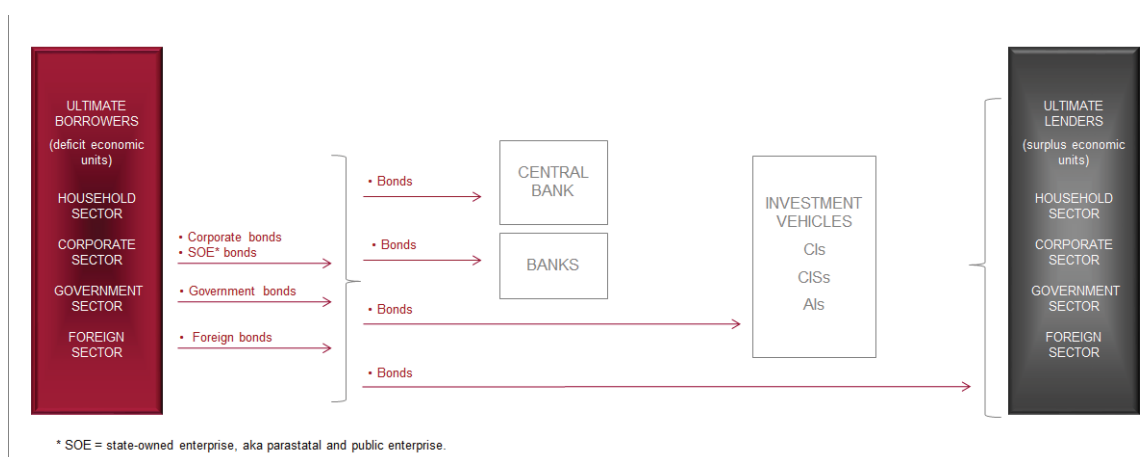 ULTIMATE
BORROWERS
(deficit economic
units)
HOUSEHOLD
SECTOR
CORPORATE
SECTOR
GOVERNMENT
SECTOR
FOREIGN
SECTOR
• Corporate bonds
• SOE* bonds
• Government bonds
• Foreign bonds
• Bonds
• Bonds
• Bonds
• Bonds
CENTRAL
BANK
BANKS
INVESTMENT
VEHICLES
CIs
CISs
AIs
ULTIMATE
LENDERS
(surplus economic
units)
HOUSEHOLD
SECTOR
CORPORATE
SECTOR
GOVERNMENT
SECTOR
FOREIGN
SECTOR
* SOE = state-owned enterprise, aka parastatal and public enterprise.